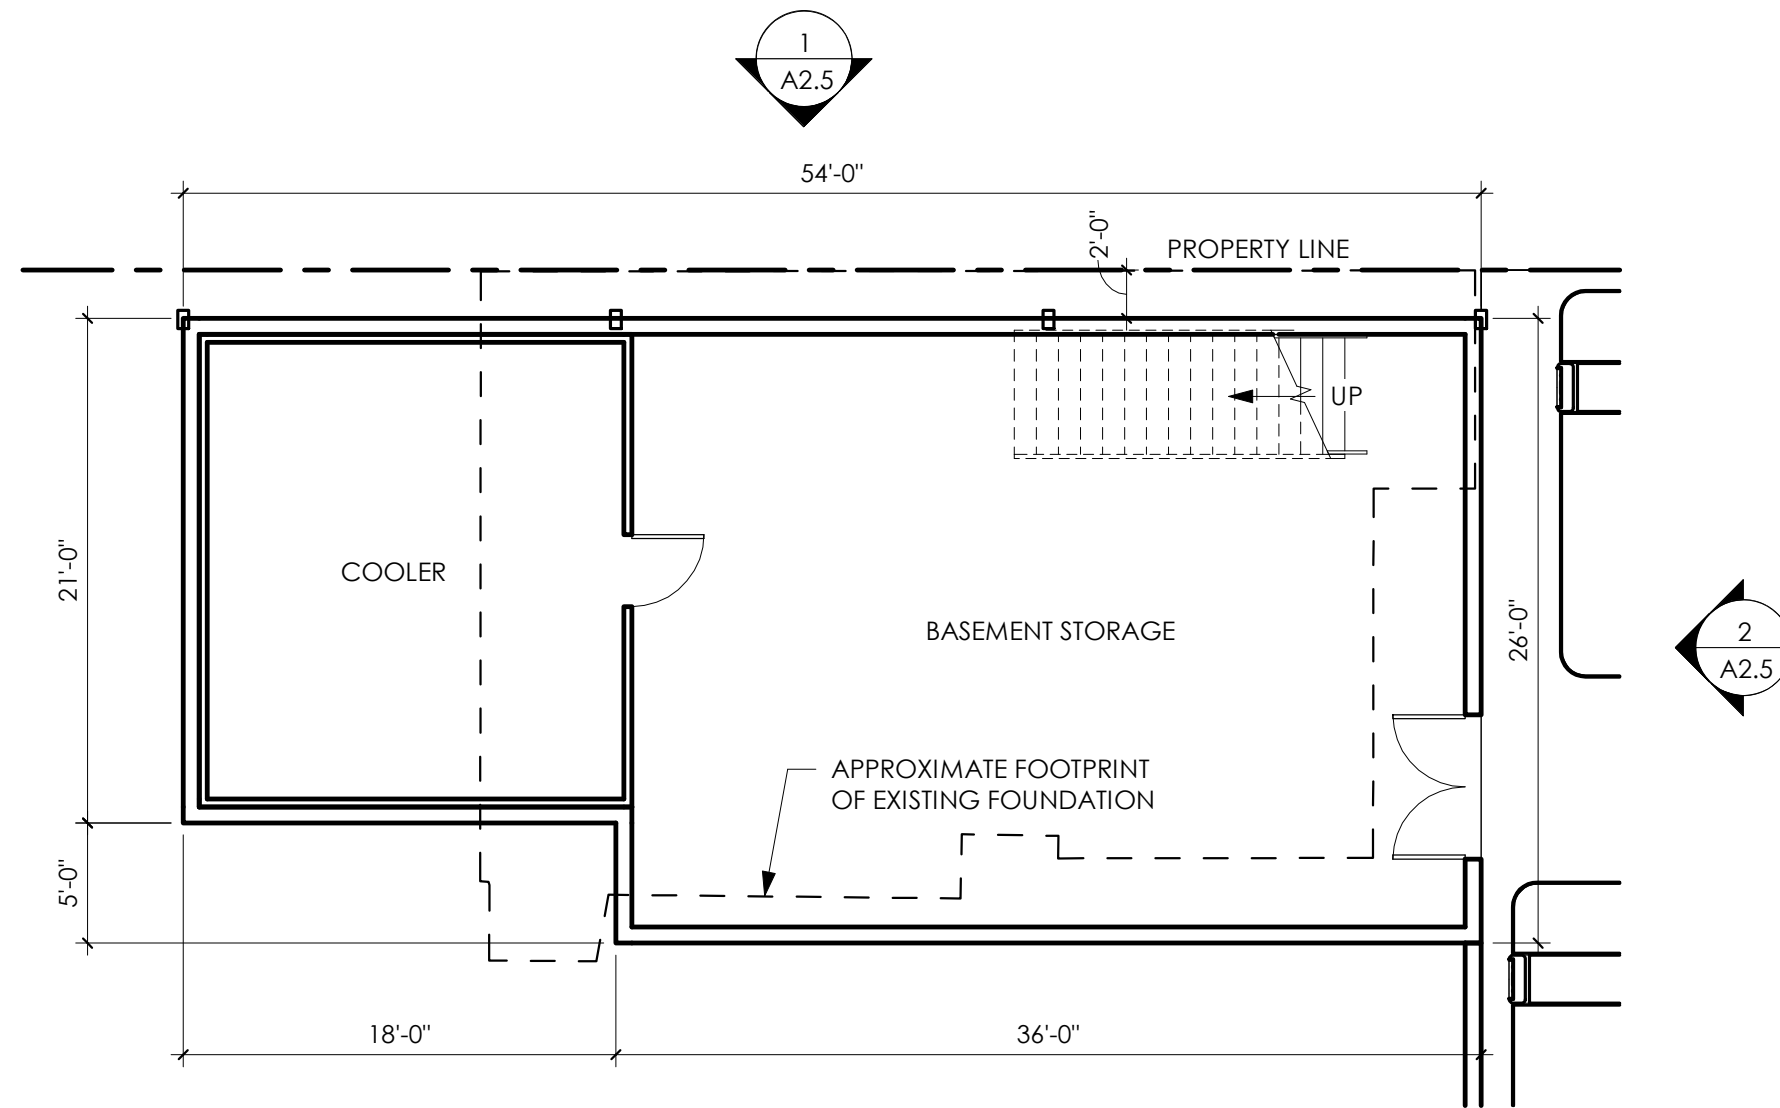 1
A2.5
54'-0"
2'-0"
PROPERTY LINE
UP
21'-0"
COOLER
BASEMENT STORAGE
26'-0"
2
A2.5
APPROXIMATE FOOTPRINT
OF EXISTING FOUNDATION
5'-0"
18'-0"
36'-0"